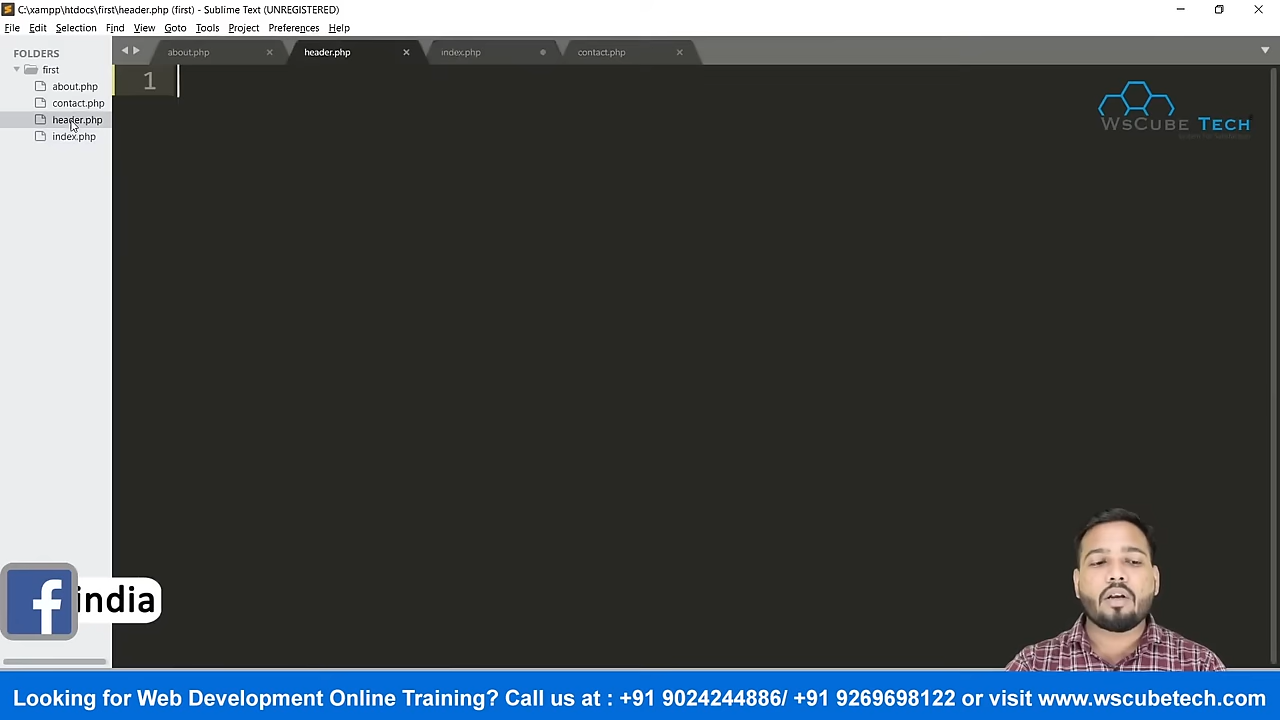 C:\xampp\htdocs\first\header.php (first) - Sublime Text (UNREGISTERED)
File Edit Selection Find View Goto Tools Project Preferences Help
FOLDERS
first
about.php
contact.php
header.php
index.php
about.php header.php index.php contact.php
1
WsCube Tech
india
Looking for Web Development Online Training? Call us at : +91 9024244886/ +91 9269698122 or visit www.wscubetech.com